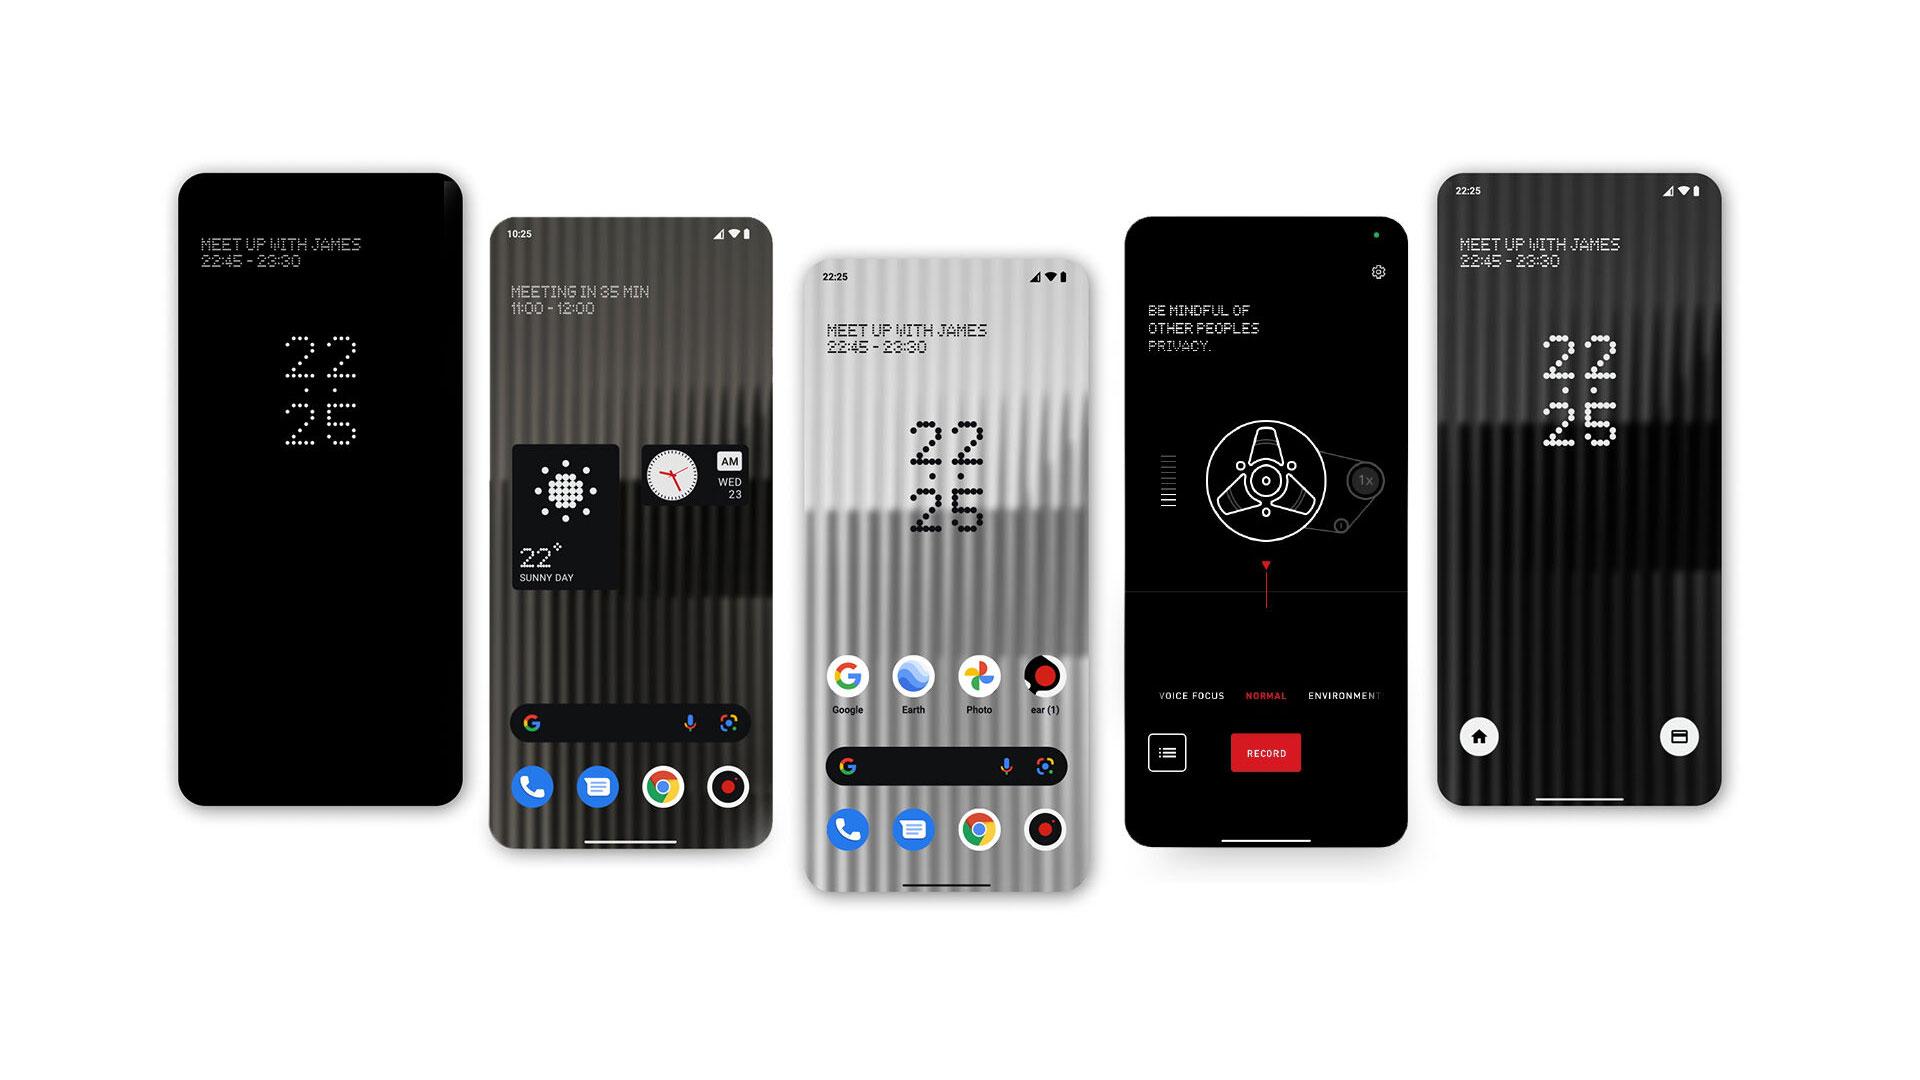 MEET UP WITH JAMES
22:45 - 23:30
22
:
25
10:25
MEETING IN 35 MIN
11:00 - 12:00
AM
WED
23
22°
SUNNY DAY
22:25
MEET UP WITH JAMES
22:45 - 23:30
22
:
25
Google
Earth
Photo
ear (1)
BE MINDFUL OF
OTHER PEOPLES
PRIVACY.
1x
VOICE FOCUS
NORMAL
ENVIRONMENT
RECORD
22:25
MEET UP WITH JAMES
22:45 - 23:30
22
:
25